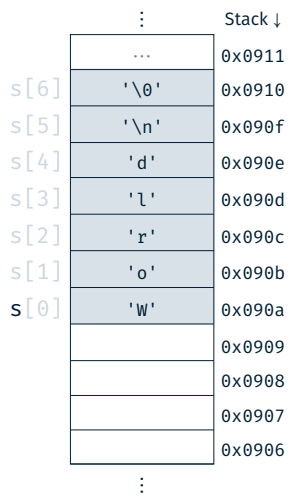 ⋮ Stack ↓
... 0x0911
s[6] '\0' 0x0910
s[5] '\n' 0x090f
s[4] 'd' 0x090e
s[3] 'l' 0x090d
s[2] 'r' 0x090c
s[1] 'o' 0x090b
s[0] 'W' 0x090a
0x0909
0x0908
0x0907
0x0906
⋮